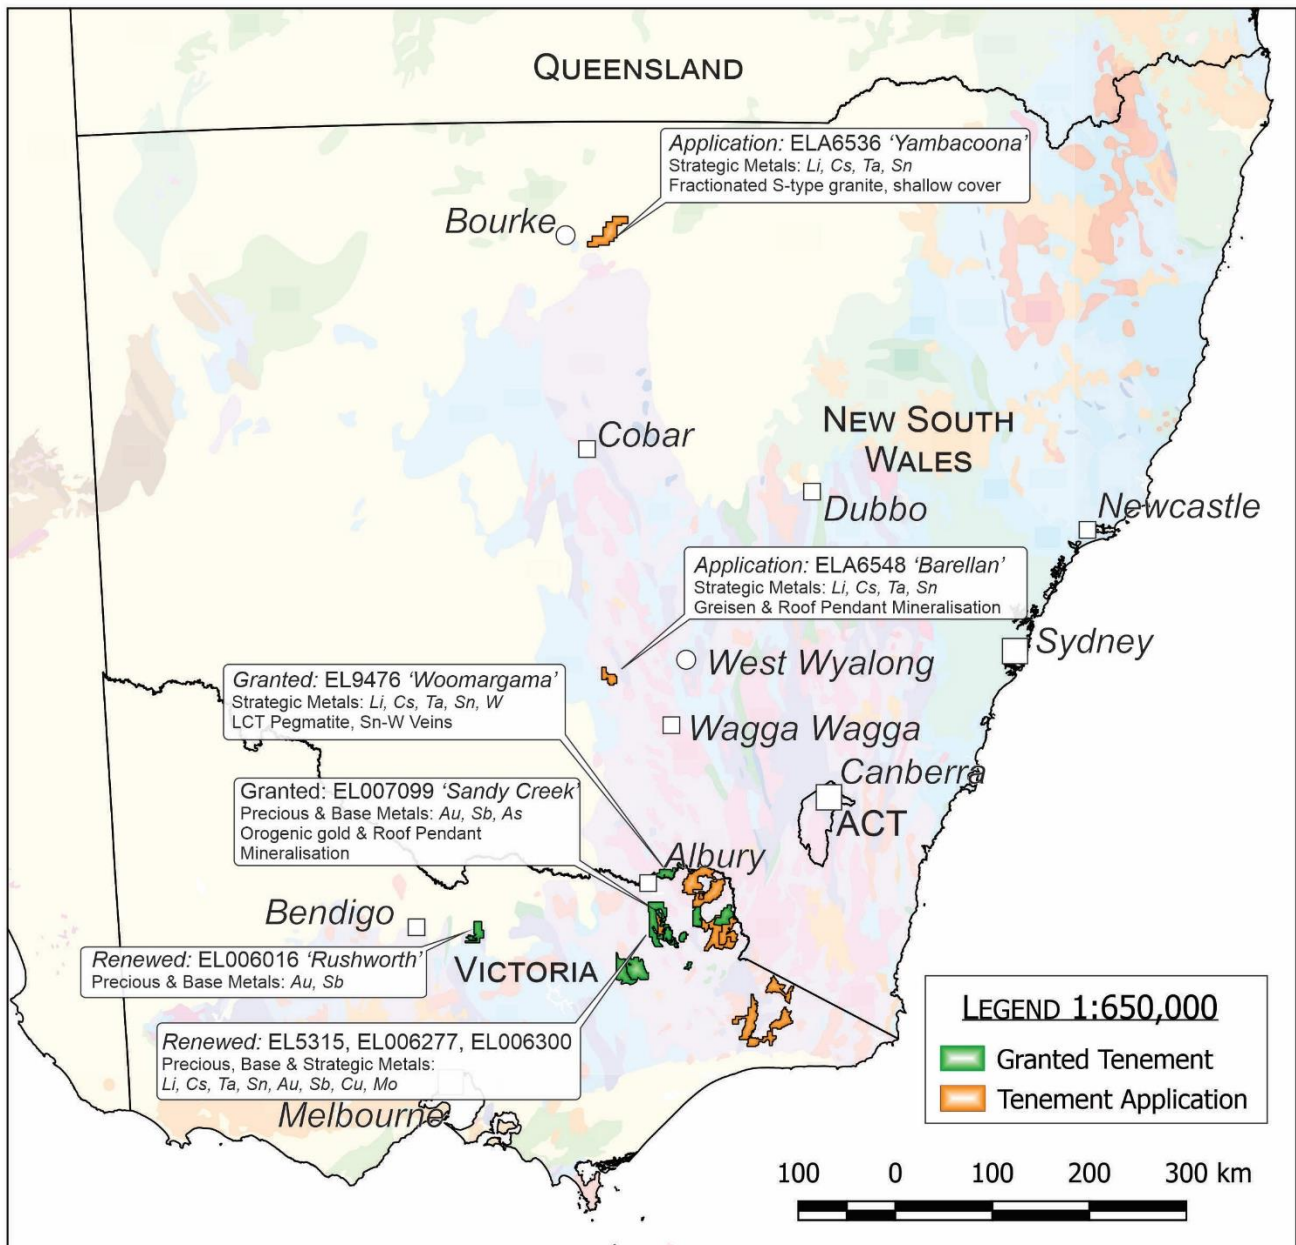 QUEENSLAND
Application: ELA6536 ‘Yambacoona’
Strategic Metals: Li, Cs, Ta, Sn
Fractionated S-type granite, shallow cover
Bourke
Cobar
NEW SOUTH
WALES
Dubbo
Newcastle
Application: ELA6548 ‘Barellan’
Strategic Metals: Li, Cs, Ta, Sn
Greisen & Roof Pendant Mineralisation
Sydney
West Wyalong
Granted: EL9476 ‘Woomargama’
Strategic Metals: Li, Cs, Ta, Sn, W
LCT Pegmatite, Sn-W Veins
Wagga Wagga
Canberra
ACT
Granted: EL007099 ‘Sandy Creek’
Precious & Base Metals: Au, Sb, As
Orogenic gold & Roof Pendant
Mineralisation
Albury
Bendigo
Renewed: EL006016 ‘Rushworth’
Precious & Base Metals: Au, Sb
VICTORIA
Renewed: EL5315, EL006277, EL006300
Precious, Base & Strategic Metals:
Li, Cs, Ta, Sn, Au, Sb, Cu, Mo
Melbourne
LEGEND 1:650,000
Granted Tenement
Tenement Application
100 0 100 200 300 km